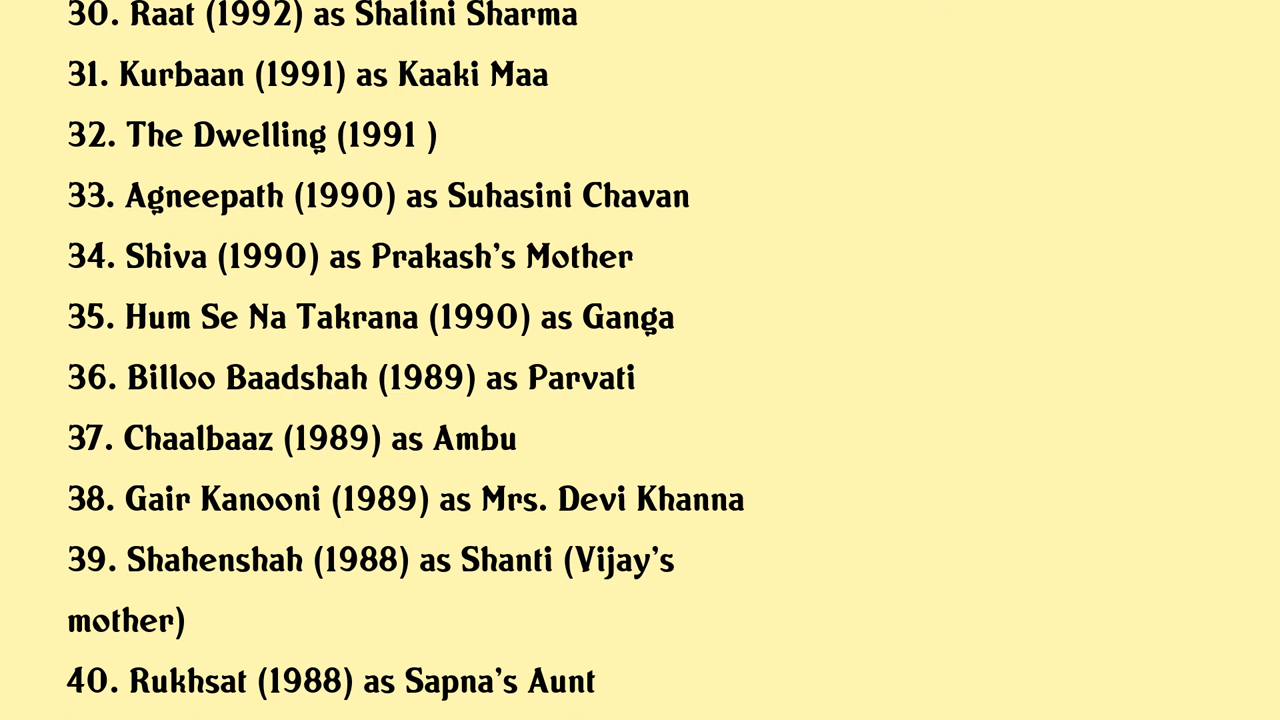 30. Raat (1992) as Shalini Sharma
31. Kurbaan (1991) as Kaaki Maa
32. The Dwelling (1991 )
33. Agneepath (1990) as Suhasini Chavan
34. Shiva (1990) as Prakash's Mother
35. Hum Se Na Takrana (1990) as Ganga
36. Billoo Baadshah (1989) as Parvati
37. Chaalbaaz (1989) as Ambu
38. Gair Kanooni (1989) as Mrs. Devi Khanna
39. Shahenshah (1988) as Shanti (Vijay's
mother)
40. Rukhsat (1988) as Sapna's Aunt